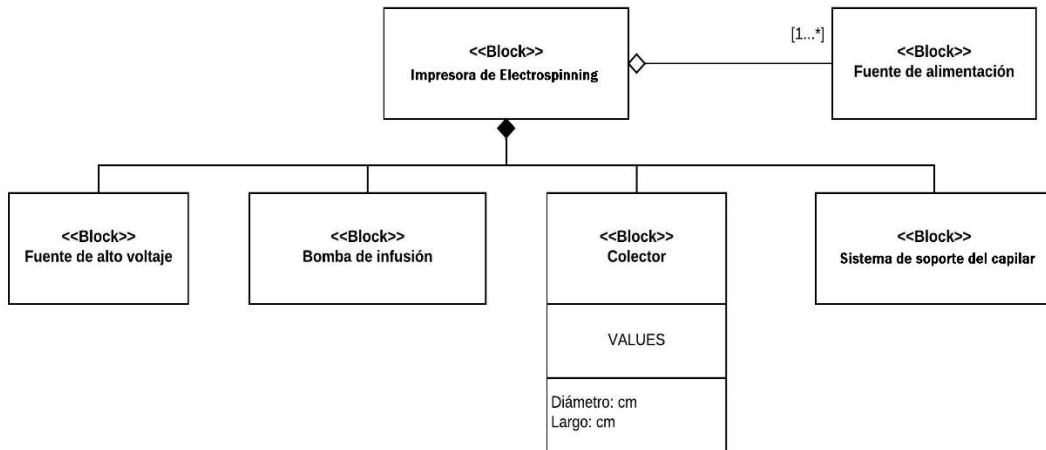 <<Block>>
Impresora de Electrospinning
[1...*]
<<Block>>
Fuente de alimentación
<<Block>>
Fuente de alto voltaje
<<Block>>
Bomba de infusión
<<Block>>
Colector
VALUES
Diámetro: cm
Largo: cm
<<Block>>
Sistema de soporte del capilar